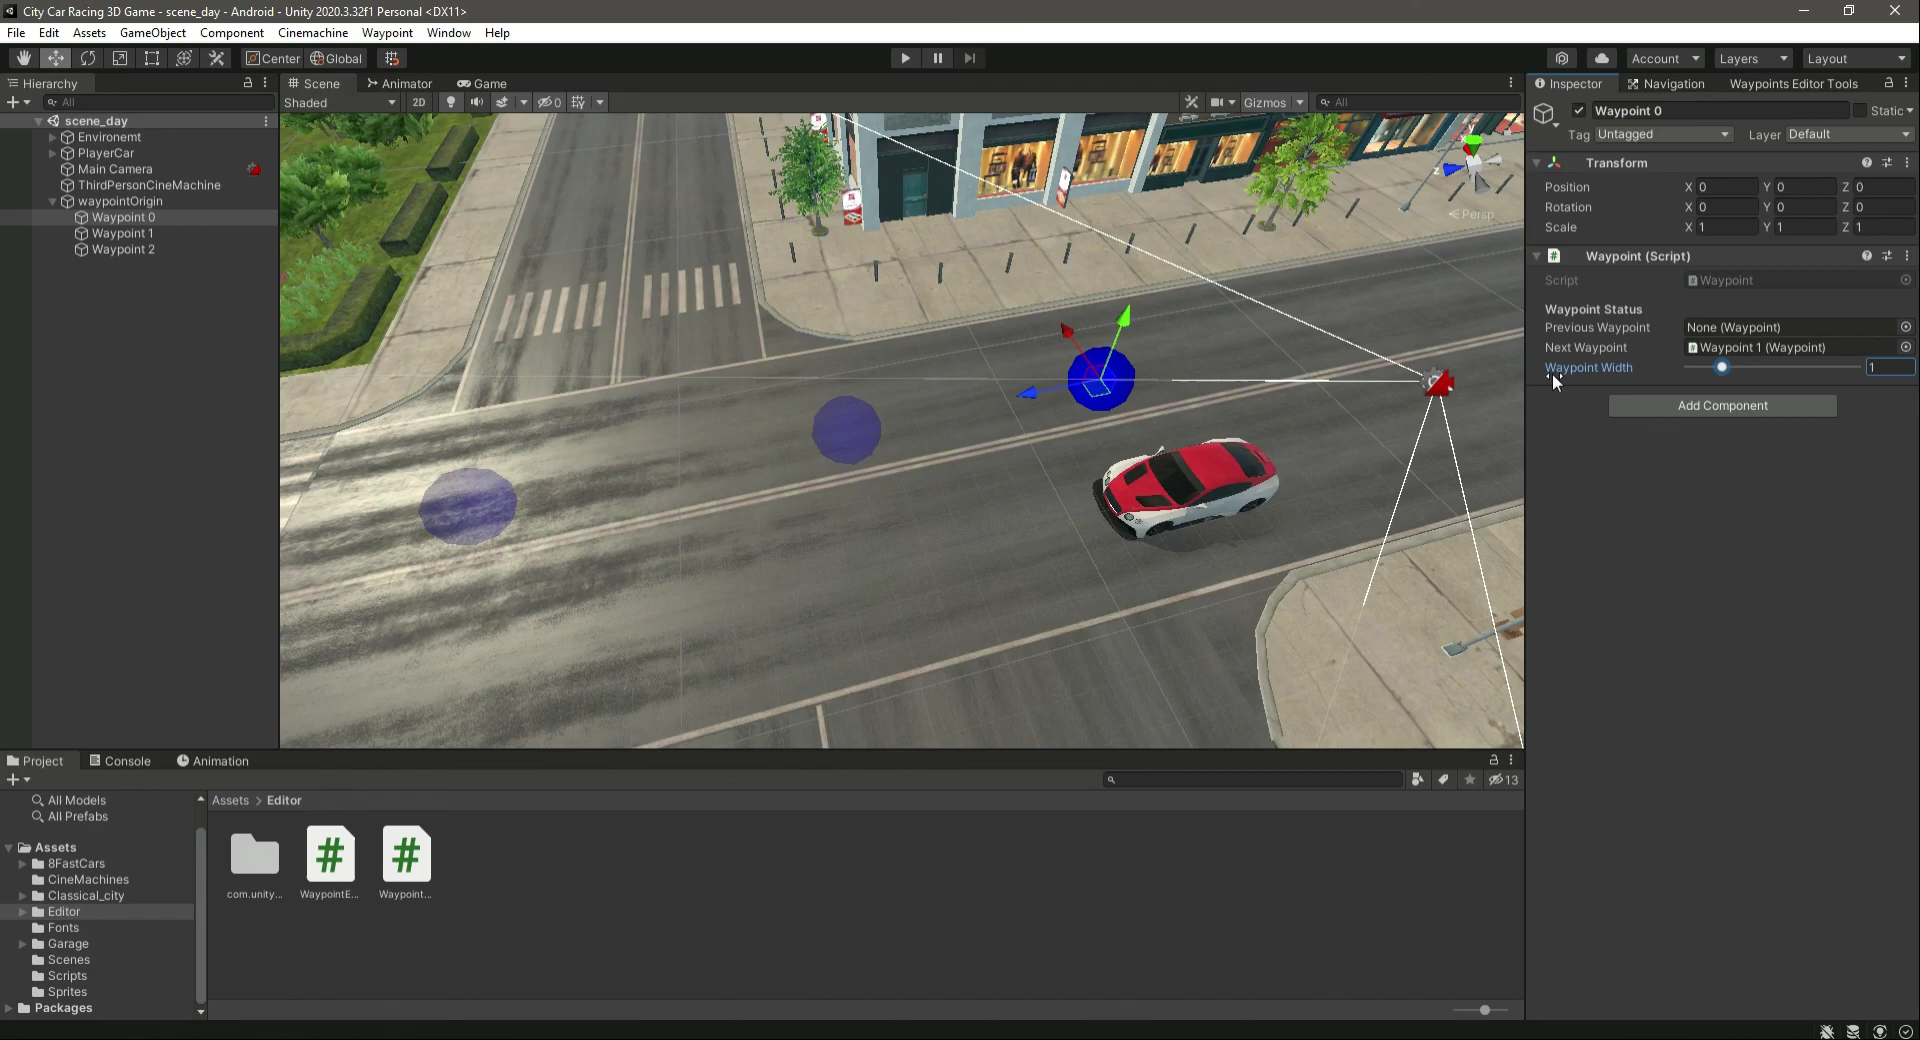 City Car Racing 3D Game - scene_day - Android - Unity 2020.3.32f1 Personal <DX11>
File Edit Assets GameObject Component Cinemachine Waypoint Window Help
Center Global Account Layers Layout
Hierarchy
All
scene_day
Environemt
PlayerCar
Main Camera
ThirdPersonCineMachine
waypointOrigin
Waypoint 0
Waypoint 1
Waypoint 2
Scene Animator Game
Shaded 2D 0 Gizmos All
y
z
Persp
Inspector Navigation Waypoints Editor Tools
Waypoint 0 Static
Tag Untagged Layer Default
Transform
Position X 0 Y 0 Z 0
Rotation X 0 Y 0 Z 0
Scale X 1 Y 1 Z 1
# Waypoint (Script)
Script Waypoint
Waypoint Status
Previous Waypoint None (Waypoint)
Next Waypoint Waypoint 1 (Waypoint)
Waypoint Width 1
Add Component
Project Console Animation
13
All Models
All Prefabs
Assets
8FastCars
CineMachines
Classical_city
Editor
Fonts
Garage
Scenes
Scripts
Sprites
Packages
Assets > Editor
# #
com.unity... WaypointE... Waypoint...